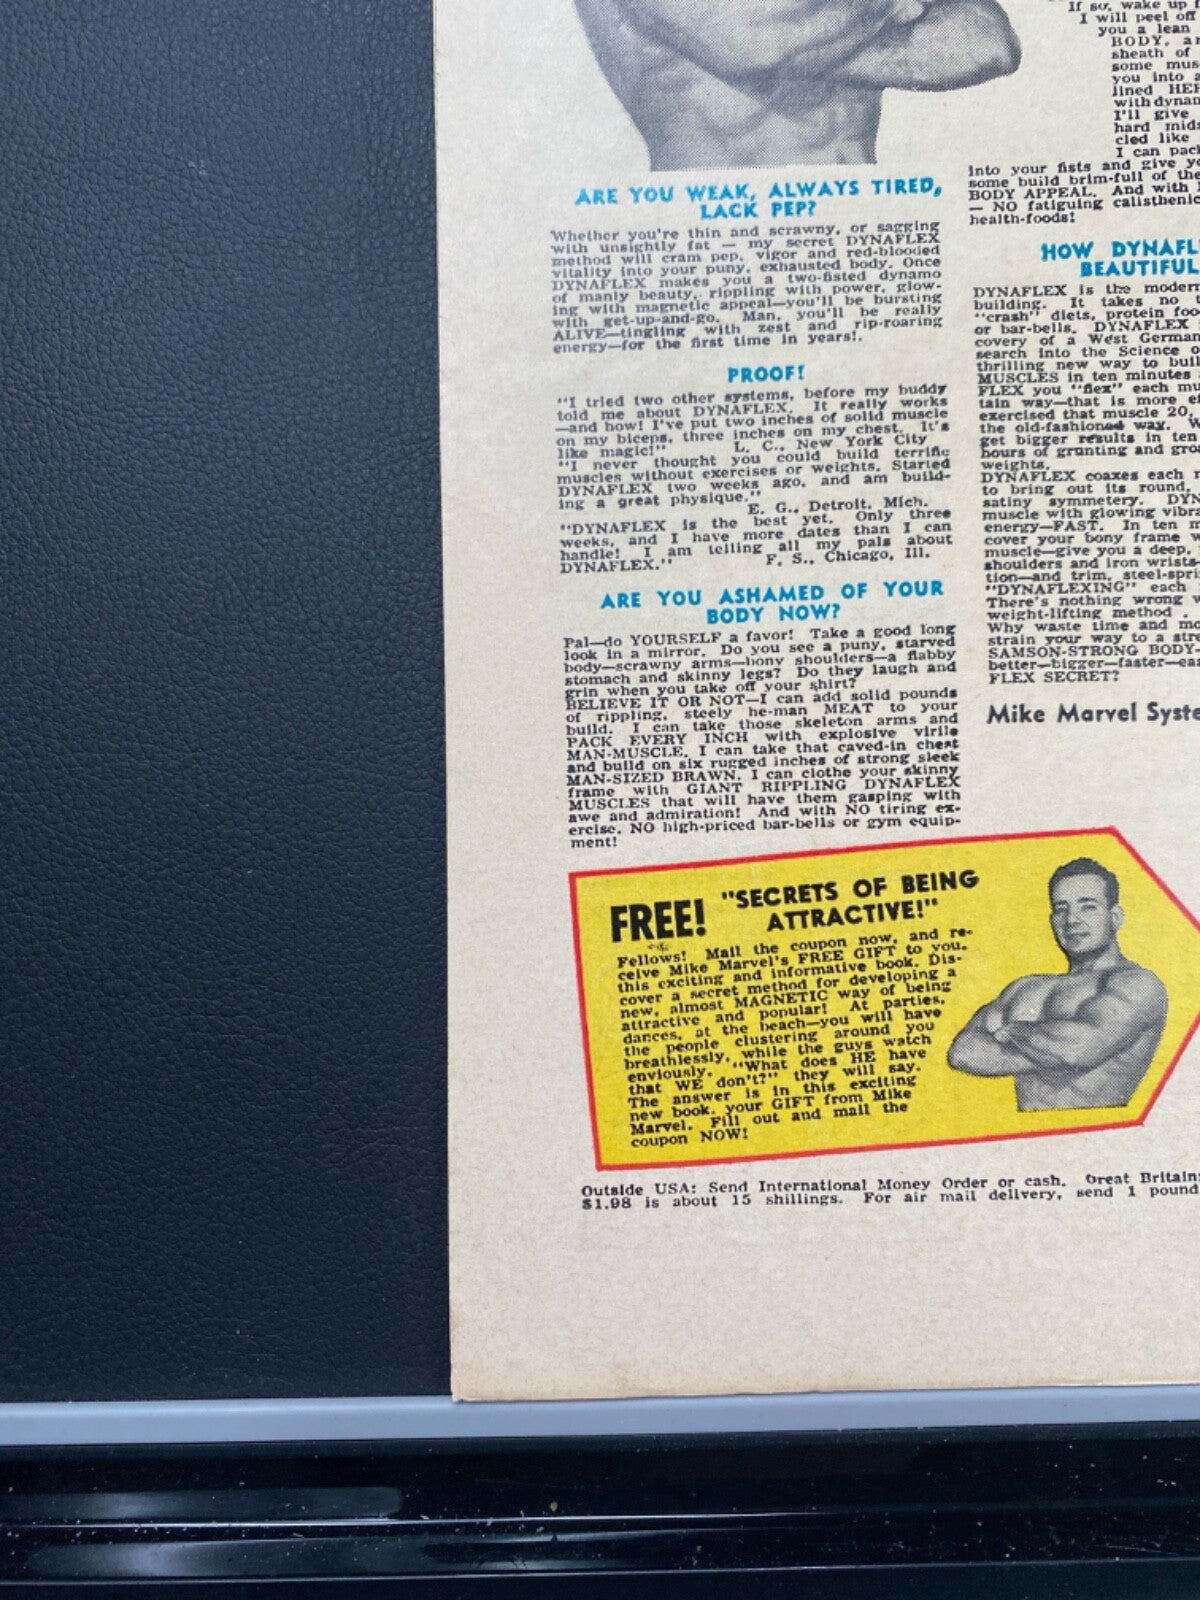 ARE YOU WEAK, ALWAYS TIRED,
LACK PEP?
Whether you're thin and scrawny, or sagging
with unsightly fat — my secret DYNAFLEX
method will cram pep, vigor and red-blooded
vitality into your puny, exhausted body. Once
DYNAFLEX makes you a two-fisted dynamo
of manly beauty, rippling with power, glow-
ing with magnetic appeal—you'll be bursting
with get-up-and-go. Man, you'll be really
ALIVE—tingling with zest and rip-roaring
energy—for the first time in years!.
PROOF!
"I tried two other systems, before my buddy
told me about DYNAFLEX. It really works
—and how! I've put two inches of solid muscle
on my biceps, three inches on my chest. It's
like magic!" L. C., New York City
"I never thought you could build terrific
muscles without exercises or weights. Started
DYNAFLEX two weeks ago, and am build-
ing a great physique."
E. G., Detroit, Mich.
"DYNAFLEX is the best yet. Only three
weeks, and I have more dates than I can
handle! I am telling all my pals about
DYNAFLEX." F. S., Chicago, Ill.
ARE YOU ASHAMED OF YOUR
BODY NOW?
Pal—do YOURSELF a favor! Take a good long
look in a mirror. Do you see a puny, starved
body—scrawny arms—bony shoulders—a flabby
stomach and skinny legs? Do they laugh and
grin when you take off your shirt?
BELIEVE IT OR NOT—I can add solid pounds
of rippling, steely he-man MEAT to your
build. I can take those skeleton arms and
PACK EVERY INCH with explosive virile
MAN-MUSCLE. I can take that caved-in chest
and build on six rugged inches of strong sleek
MAN-SIZED BRAWN. I can clothe your skinny
frame with GIANT RIPPLING DYNAFLEX
MUSCLES that will have them gasping with
awe and admiration! And with NO tiring ex-
ercise, NO high-priced bar-bells or gym equip-
ment!
If so, wake up
I will peel off
you a lean
BODY,
sheath of
some
you into a
lined
with
I'll give
hard
cled like
I can
into your fists and give
some build brim-full of the
BODY APPEAL. And with
— NO fatiguing
health-foods!
HOW
BEAUTIFUL
DYNAFLEX is the modern
building. It takes no
"crash" diets, protein
or bar-bells. DYNAFLEX
covery of a West
search into the Science
thrilling new way to
MUSCLES in ten minutes
FLEX you "flex" each
tain way—that is more
exercised that muscle 20,
the old-fashioned way.
get bigger results in ten
hours of grunting and
weights.
DYNAFLEX coaxes each
to bring out its round,
satiny symmetery.
muscle with glowing
energy—FAST. In ten
cover your bony frame
muscle—give you a deep,
shoulders and iron wrists—
tion—and trim,
"DYNAFLEXING" each
There's nothing wrong
weight-lifting method .
Why waste time and
strain your way to a
SAMSON-STRONG BODY—
better—bigger—faster—
FLEX SECRET?
Mike Marvel
FREE! "SECRETS OF BEING
ATTRACTIVE!"
Fellows! Mail the coupon now, and re-
ceive Mike Marvel's FREE GIFT to you.
this exciting and informative book. Dis-
cover a secret method for developing a
new, almost MAGNETIC way of being
attractive and popular! At parties,
dances, at the beach—you will have
the people clustering around you
breathlessly, while the guys watch
enviously. "What does HE have
that WE don't?" they will say.
The answer is in this exciting
new book, your GIFT from Mike
Marvel. Fill out and mail the
coupon NOW!
Outside USA: Send International Money Order or cash. Great Britain:
$1.98 is about 15 shillings. For air mail delivery, send 1 pound